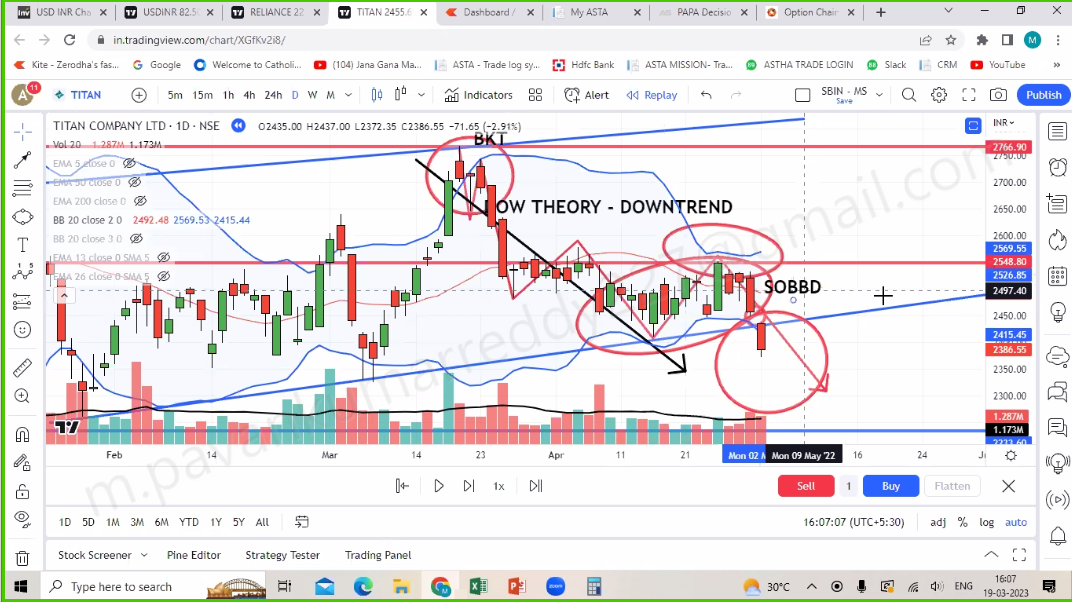 USD INR Cha
USDINR 82.5
RELIANCE 22
TITAN 2455.6
Dashboard /
My ASTA
PAPA Decisio
Option Chain
in.tradingview.com/chart/XGfKv2i8/
M
Kite - Zerodha's fas...
Google
Welcome to Catholi...
(104) Jana Gana Ma...
ASTA - Trade log sy...
Hdfc Bank
ASTA MISSION- Tra...
ASTHA TRADE LOGIN
Slack
CRM
YouTube
A 11
TITAN
5m 15m 1h 4h 24h D W M
Indicators
Alert
Replay
SBIN - MS
Save
Publish
TITAN COMPANY LTD · 1D · NSE
O2435.00 H2437.00 L2372.35 C2386.55 -71.65 (-2.91%)
INR
Vol 20 1.287M 1.173M
EMA 5 close 0
EMA 50 close 0
EMA 200 close 0
BB 20 close 2 0 2492.48 2569.53 2415.44
BB 20 close 3 0
EMA 13 close 0 SMA 5
EMA 26 close 0 SMA 5
BKT
DOW THEORY - DOWNTREND
SOBBD
2766.90
2750.00
2700.00
2650.00
2600.00
2569.55
2548.80
2526.85
2497.40
2450.00
2415.45
2386.55
2350.00
2300.00
1.287M
1.173M
Feb 14 Mar 14 23 Apr 11 21 Mon 02 M Mon 09 May '22 16 24
1x
Sell 1 Buy Flatten
1D 5D 1M 3M 6M YTD 1Y 5Y All
16:07:07 (UTC+5:30) adj % log auto
Stock Screener Pine Editor Strategy Tester Trading Panel
Type here to search
zoom
30°C
ENG
16:07
19-03-2023